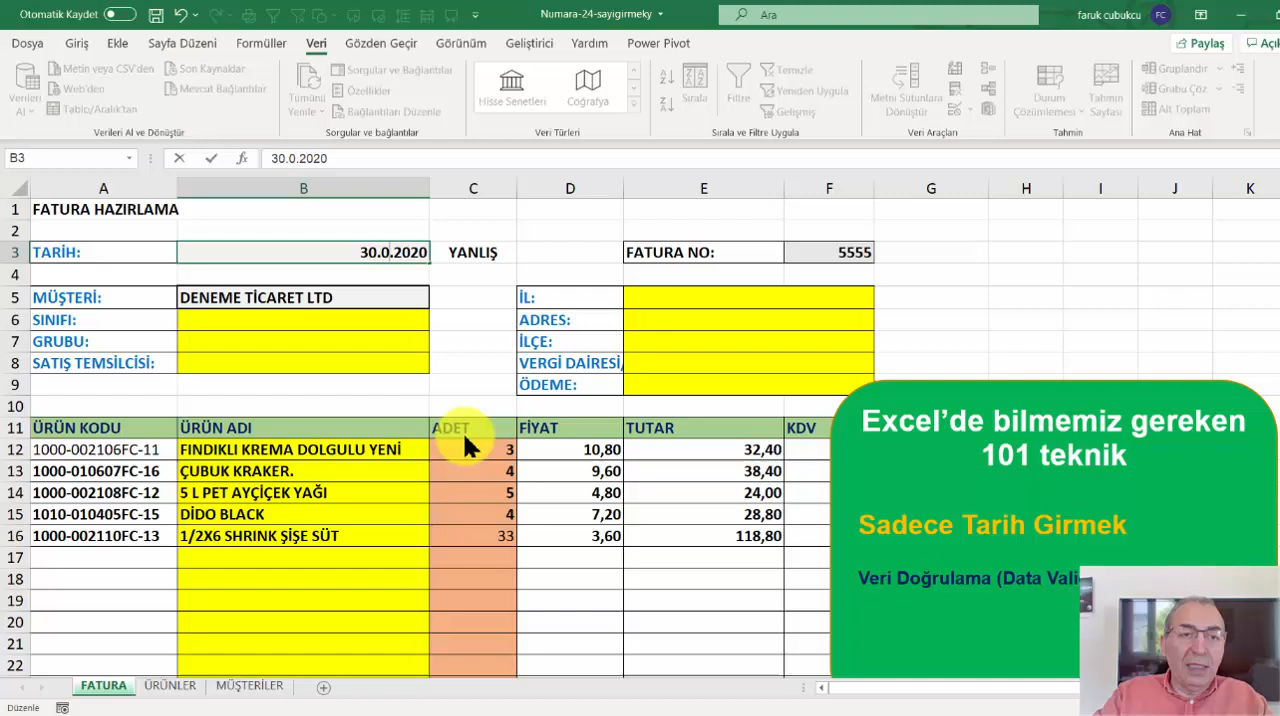 Otomatik Kaydet
Numara-24-sayigirmeky
Ara
faruk cubukcu
FC
Dosya Giriş Ekle Sayfa Düzeni Formüller Veri Gözden Geçir Görünüm Geliştirici Yardım Power Pivot
Paylaş
Verileri Al
Metin veya CSV'den
Web'den
Tablo/Aralık'tan
Son Kaynaklar
Mevcut Bağlantılar
Tümünü Yenile
Sorgular ve Bağlantılar
Özellikler
Bağlantıları Düzenle
Hisse Senetleri
Coğrafya
Sırala
Filtre
Temizle
Yeniden Uygula
Gelişmiş
Metni Sütunlara Dönüştür
Durum Çözümlemesi
Tahmin Sayfası
Gruplandır
Grubu Çöz
Alt Toplam
Verileri Al ve Dönüştür
Sorgular ve bağlantılar
Veri Türleri
Sırala ve Filtre Uygula
Veri Araçları
Tahmin
Ana Hat
B3
fx
30.0.2020
A B C D E F G H I J K
1 FATURA HAZIRLAMA
2
3 TARİH: 30.0.2020 YANLIŞ FATURA NO: 5555
4
5 MÜŞTERİ: DENEME TİCARET LTD İL:
6 SINIFI: ADRES:
7 GRUBU: İLÇE:
8 SATIŞ TEMSİLCİSİ: VERGİ DAİRESİ/
9 ÖDEME:
10
11 ÜRÜN KODU ÜRÜN ADI ADET FİYAT TUTAR KDV
12 1000-002106FC-11 FINDIKLI KREMA DOLGULU YENİ 3 10,80 32,40
13 1000-010607FC-16 ÇUBUK KRAKER. 4 9,60 38,40
14 1000-002108FC-12 5 L PET AYÇİÇEK YAĞI 5 4,80 24,00
15 1010-010405FC-15 DİDO BLACK 4 7,20 28,80
16 1000-002110FC-13 1/2X6 SHRINK ŞİŞE SÜT 33 3,60 118,80
17
18
19
20
21
22
Excel'de bilmemiz gereken
101 teknik
Sadece Tarih Girmek
Veri Doğrulama (Data Vali
FATURA ÜRÜNLER MÜŞTERİLER
Düzenle